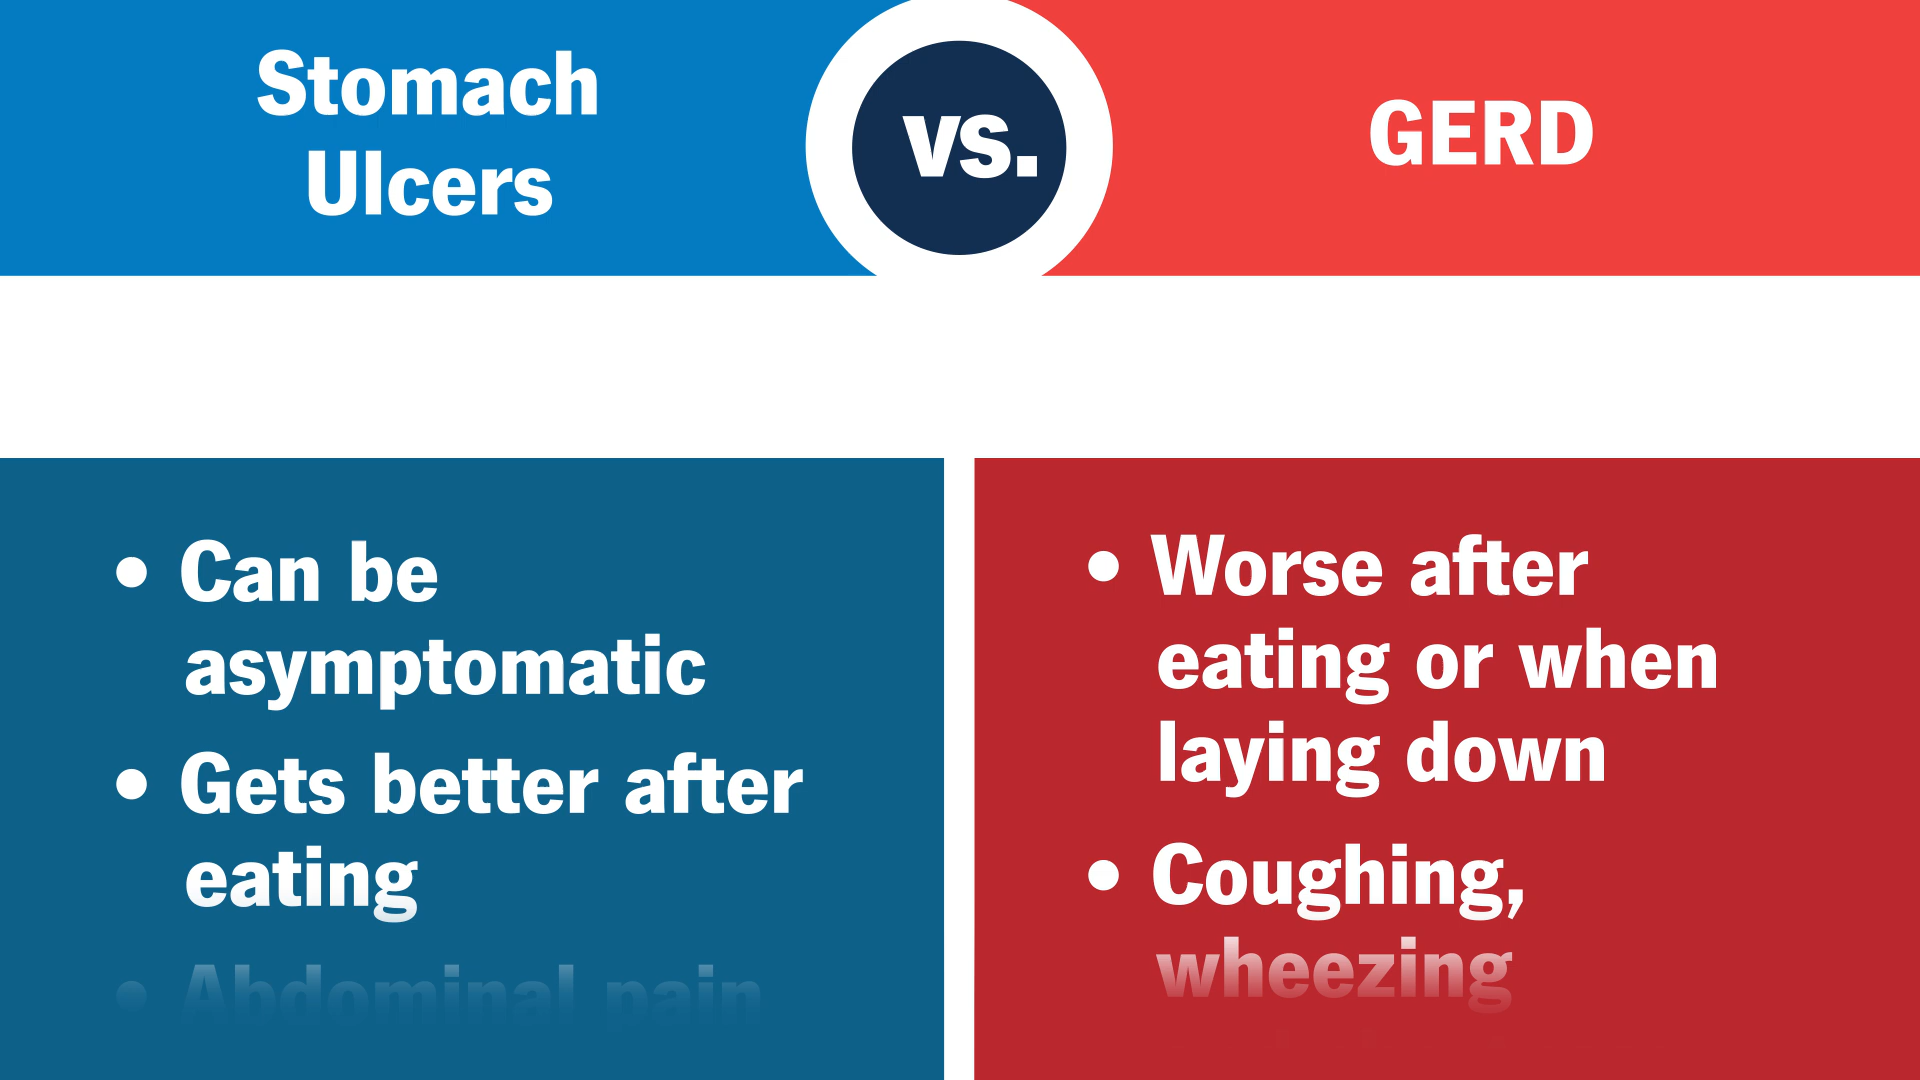 Stomach
Ulcers
vs.
GERD
• Can be
asymptomatic
• Gets better after
eating
• Abdominal pain
• Worse after
eating or when
laying down
• Coughing,
wheezing